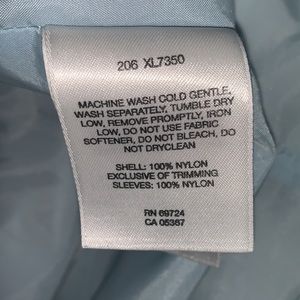 206 XL7350
MACHINE WASH COLD GENTLE,
WASH SEPARATELY, TUMBLE DRY
LOW, REMOVE PROMPTLY, IRON
LOW, DO NOT USE FABRIC
SOFTENER, DO NOT BLEACH, DO
NOT DRYCLEAN
SHELL: 100% NYLON
EXCLUSIVE OF TRIMMING
SLEEVES: 100% NYLON
RN 69724
CA 05367